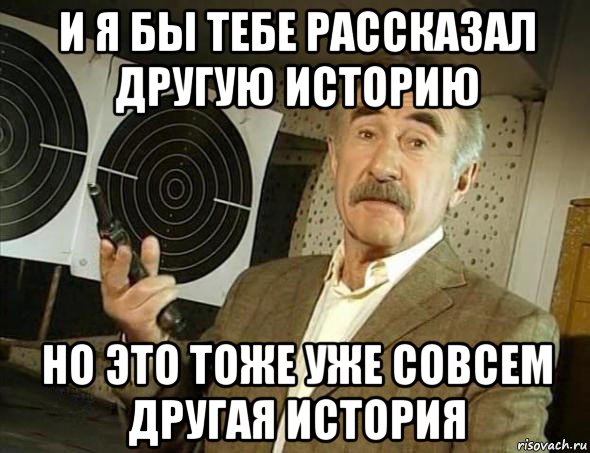 И Я БЫ ТЕБЕ РАССКАЗАЛ
ДРУГУЮ ИСТОРИЮ
НО ЭТО ТОЖЕ УЖЕ СОВСЕМ
ДРУГАЯ ИСТОРИЯ
risovach.ru